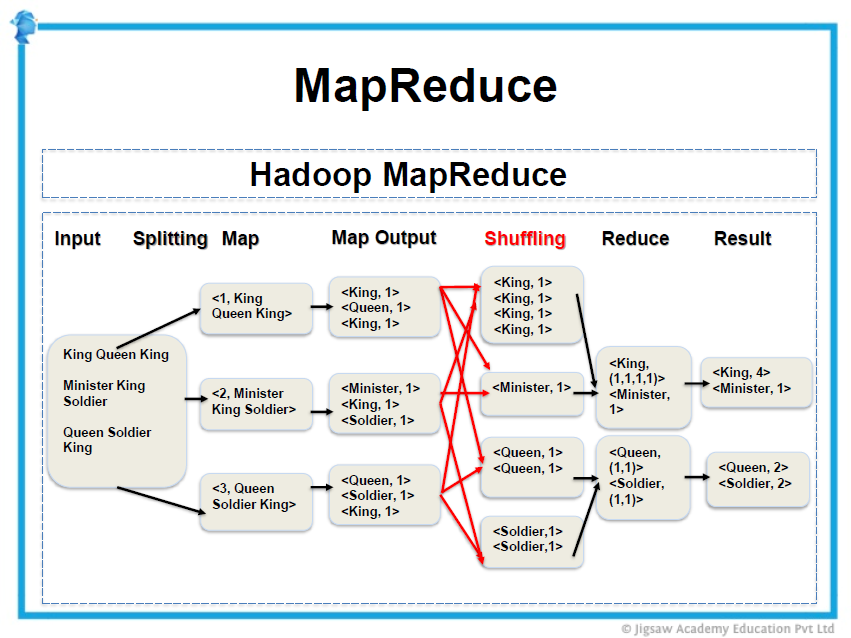 MapReduce
Hadoop MapReduce
Input
Splitting
Map
Map Output
Shuffling
Reduce
Result
King Queen King
Minister King
Soldier
Queen Soldier
King
<1, King
Queen King>
<2, Minister
King Soldier>
<3, Queen
Soldier King>
<King, 1>
<Queen, 1>
<King, 1>
<Minister, 1>
<King, 1>
<Soldier, 1>
<Queen, 1>
<Soldier, 1>
<King, 1>
<King, 1>
<King, 1>
<King, 1>
<King, 1>
<Minister, 1>
<Queen, 1>
<Queen, 1>
<Soldier,1>
<Soldier,1>
<King,
(1,1,1,1)>
<Minister,
1>
<Queen,
(1,1)>
<Soldier,
(1,1)>
<King, 4>
<Minister, 1>
<Queen, 2>
<Soldier, 2>
© Jigsaw Academy Education Pvt Ltd